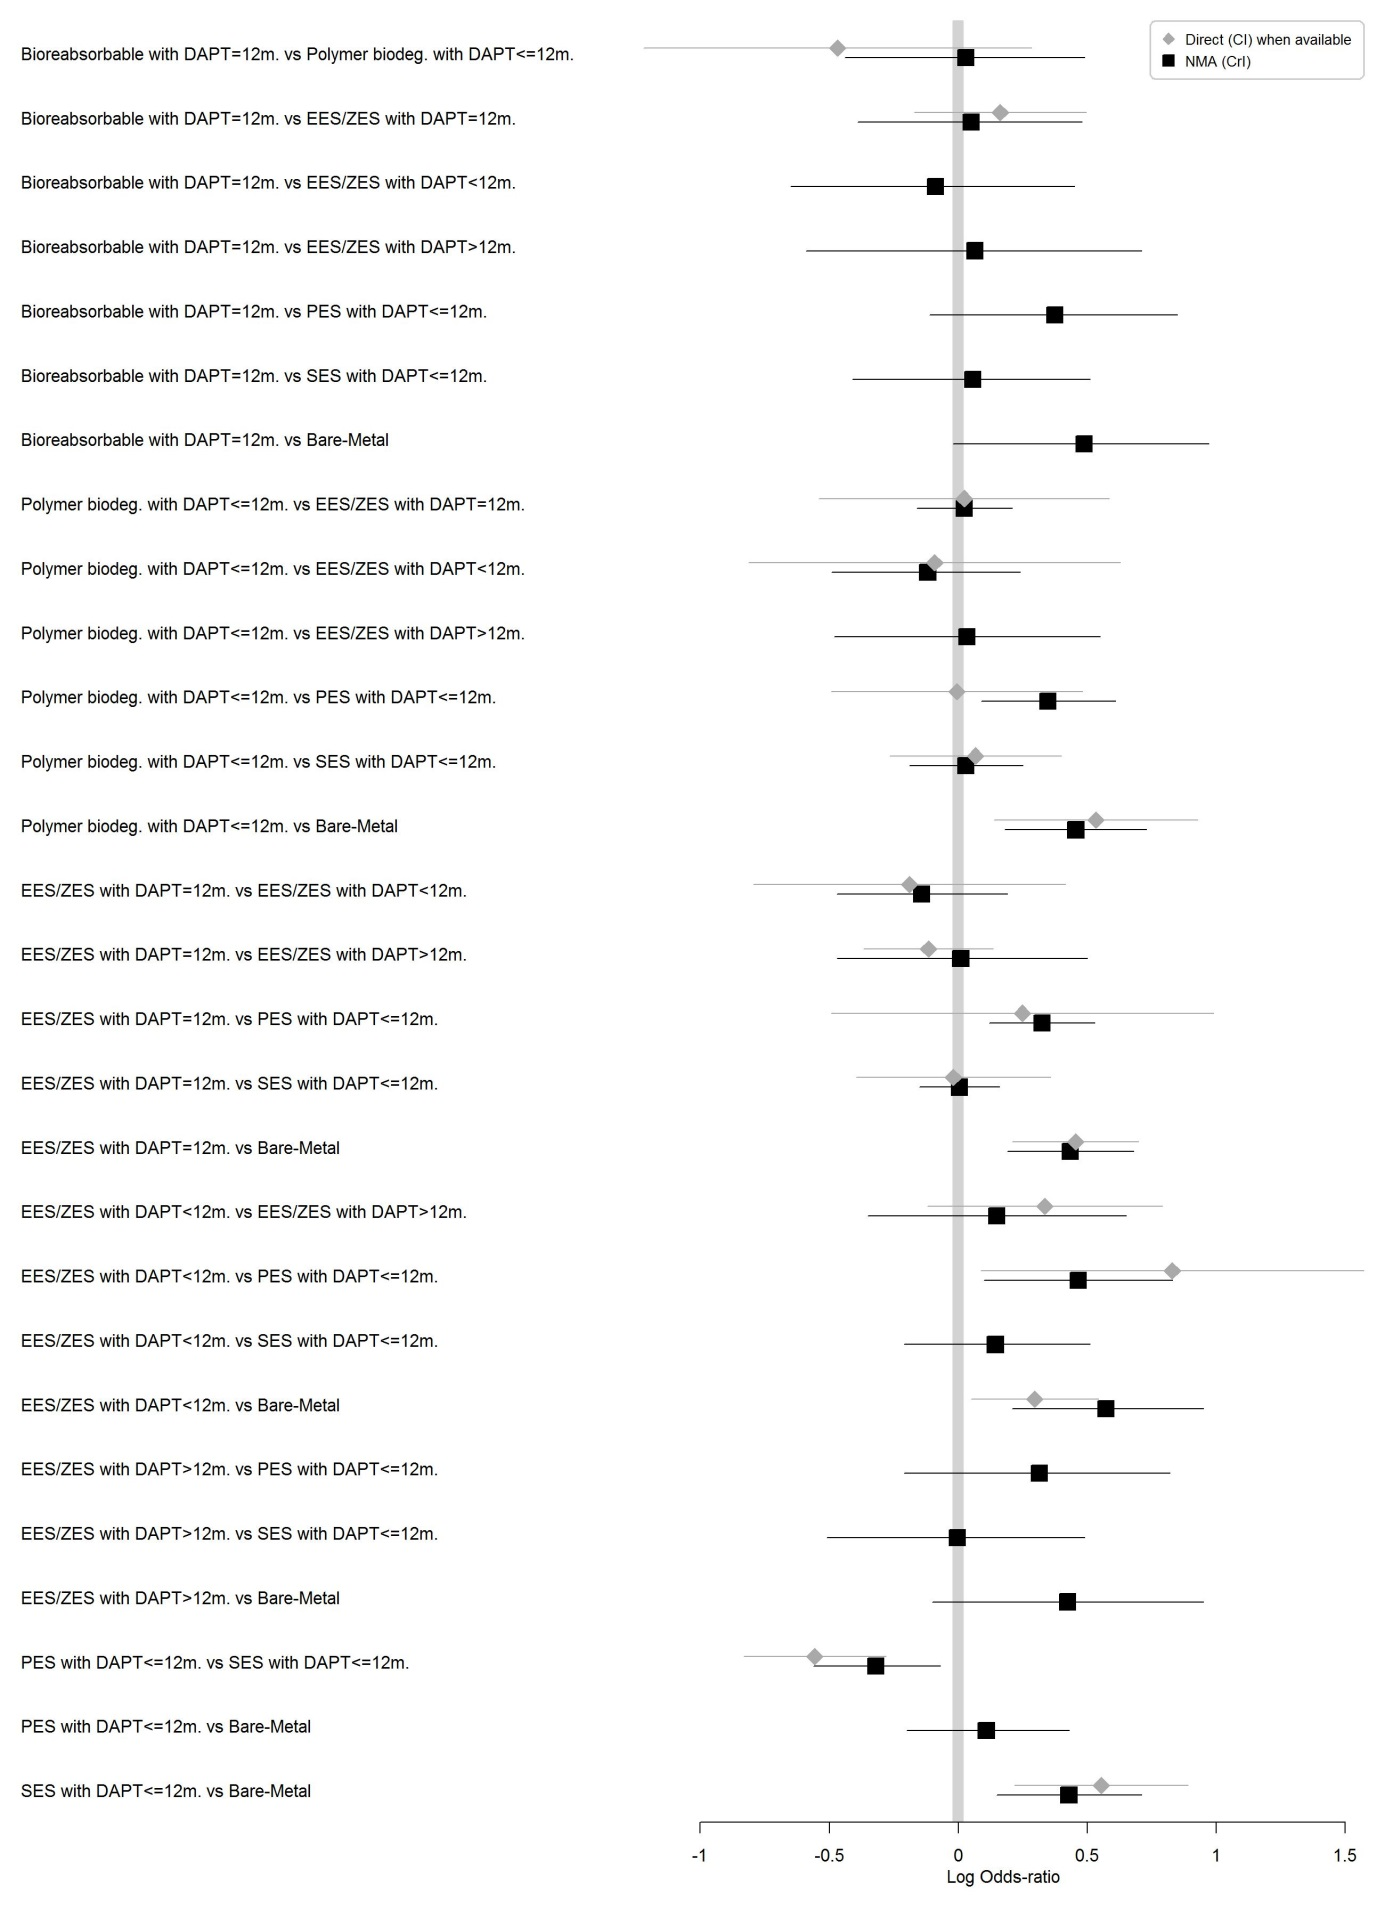 Direct (CI) when available
NMA (CrI)
Bioreabsorbable with DAPT=12m. vs Polymer biodeg. with DAPT<=12m.
Bioreabsorbable with DAPT=12m. vs EES/ZES with DAPT=12m.
Bioreabsorbable with DAPT=12m. vs EES/ZES with DAPT<12m.
Bioreabsorbable with DAPT=12m. vs EES/ZES with DAPT>12m.
Bioreabsorbable with DAPT=12m. vs PES with DAPT<=12m.
Bioreabsorbable with DAPT=12m. vs SES with DAPT<=12m.
Bioreabsorbable with DAPT=12m. vs Bare-Metal
Polymer biodeg. with DAPT<=12m. vs EES/ZES with DAPT=12m.
Polymer biodeg. with DAPT<=12m. vs EES/ZES with DAPT<12m.
Polymer biodeg. with DAPT<=12m. vs EES/ZES with DAPT>12m.
Polymer biodeg. with DAPT<=12m. vs PES with DAPT<=12m.
Polymer biodeg. with DAPT<=12m. vs SES with DAPT<=12m.
Polymer biodeg. with DAPT<=12m. vs Bare-Metal
EES/ZES with DAPT=12m. vs EES/ZES with DAPT<12m.
EES/ZES with DAPT=12m. vs EES/ZES with DAPT>12m.
EES/ZES with DAPT=12m. vs PES with DAPT<=12m.
EES/ZES with DAPT=12m. vs SES with DAPT<=12m.
EES/ZES with DAPT=12m. vs Bare-Metal
EES/ZES with DAPT<12m. vs EES/ZES with DAPT>12m.
EES/ZES with DAPT<12m. vs PES with DAPT<=12m.
EES/ZES with DAPT<12m. vs SES with DAPT<=12m.
EES/ZES with DAPT<12m. vs Bare-Metal
EES/ZES with DAPT>12m. vs PES with DAPT<=12m.
EES/ZES with DAPT>12m. vs SES with DAPT<=12m.
EES/ZES with DAPT>12m. vs Bare-Metal
PES with DAPT<=12m. vs SES with DAPT<=12m.
PES with DAPT<=12m. vs Bare-Metal
SES with DAPT<=12m. vs Bare-Metal
-1 -0.5 0 0.5 1 1.5
Log Odds-ratio